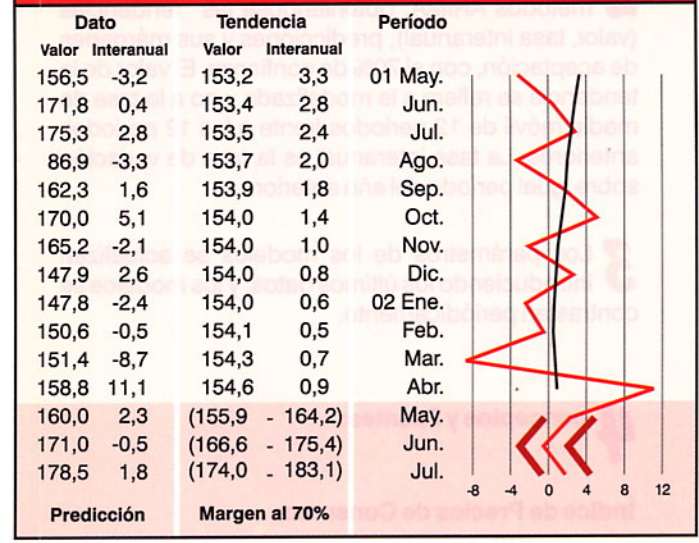 Dato Tendencia Período
Valor Interanual Valor Interanual
156,5 -3,2 153,2 3,3 01 May.
171,9 0,4 153,4 2,8 Jun.
175,3 2,8 153,5 2,4 Jul.
86,9 -3,3 153,7 2,0 Ago.
162,3 1,6 153,9 1,8 Sep.
170,0 5,1 154,0 1,4 Oct.
165,2 -2,1 154,0 1,0 Nov.
147,9 2,6 154,0 0,8 Dic.
147,8 -2,4 154,0 0,6 02 Ene.
150,6 -0,5 154,1 0,5 Feb.
151,4 -8,7 154,3 0,7 Mar.
158,8 11,1 154,6 0,9 Abr.
160,0 2,3 (155,9 - 164,2) May.
171,0 -0,5 (166,6 - 175,4) Jun.
178,5 1,8 (174,0 - 183,1) Jul.
-8 -4 0 4 8 12
Predicción Margen al 70%